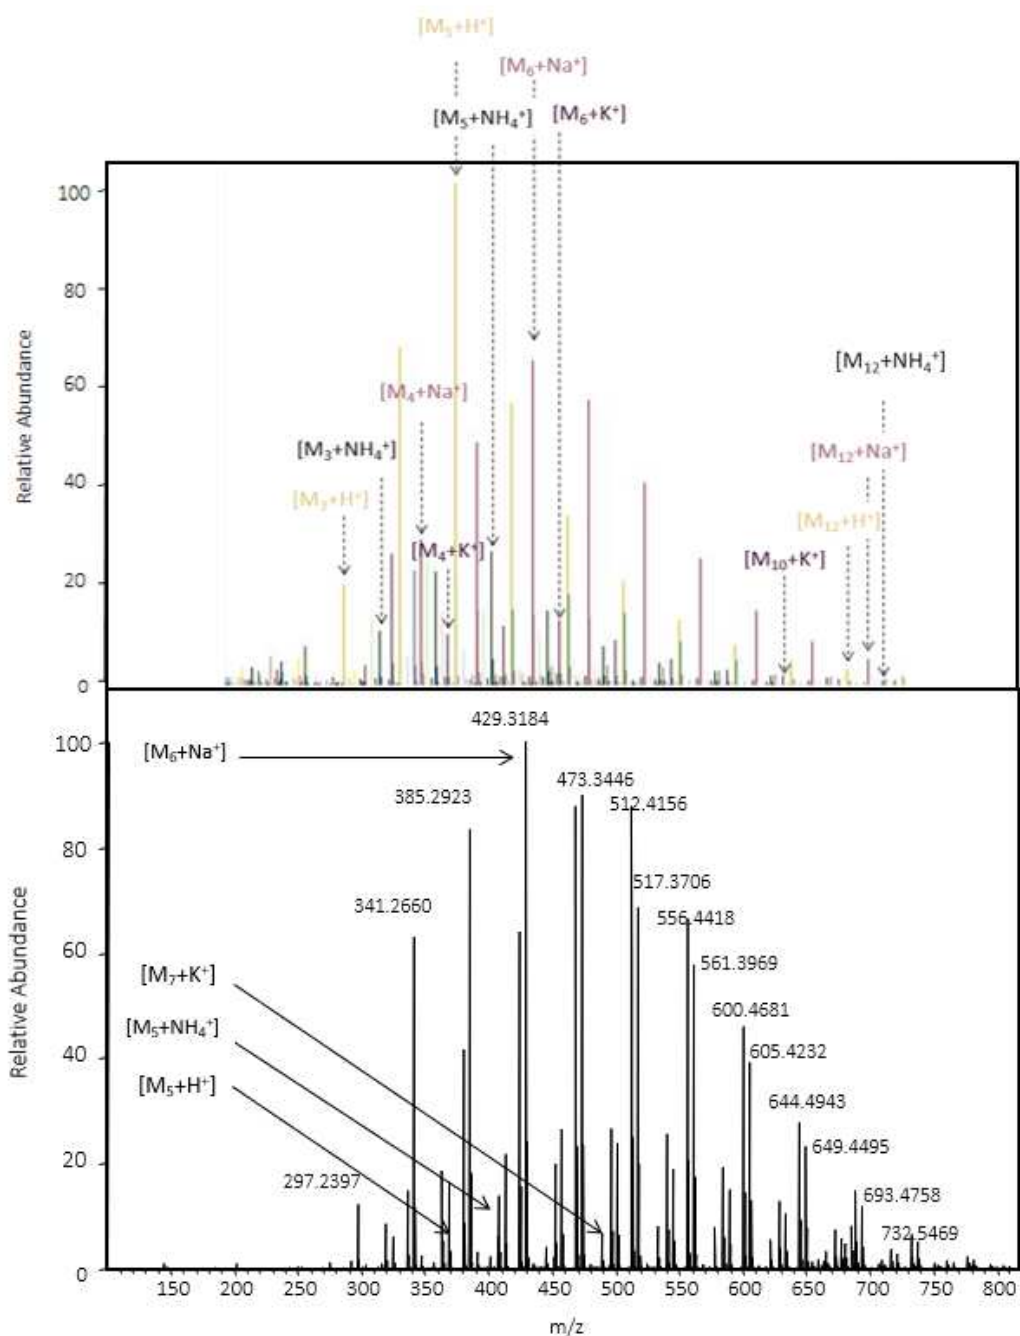 [M₅+H⁺]
[M₆+Na⁺]
[M₅+NH₄⁺]
[M₆+K⁺]
100
80
60
40
20
0
Relative Abundance
[M₁₂+NH₄⁺]
[M₄+Na⁺]
[M₃+NH₄⁺]
[M₁₂+Na⁺]
[M₇+H⁺]
[M₁₂+H⁺]
[M₄+K⁺]
[M₁₀+K⁺]
429.3184
[M₆+Na⁺]
100
80
60
40
20
0
Relative Abundance
473.3446
385.2923
512.4156
517.3706
341.2660
556.4418
561.3969
[M₇+K⁺]
600.4681
[M₅+NH₄⁺]
605.4232
[M₅+H⁺]
644.4943
649.4495
297.2397
693.4758
732.5469
150 200 250 300 350 400 450 500 550 600 650 700 750 800
m/z